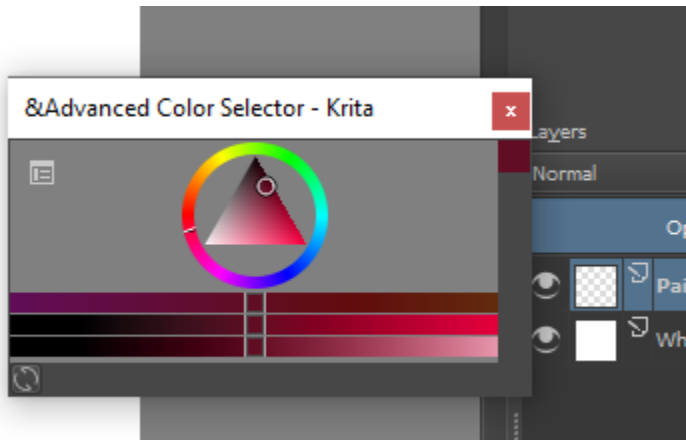 &Advanced Color Selector - Krita
x
Layers
Normal
Op
Pai
Wh